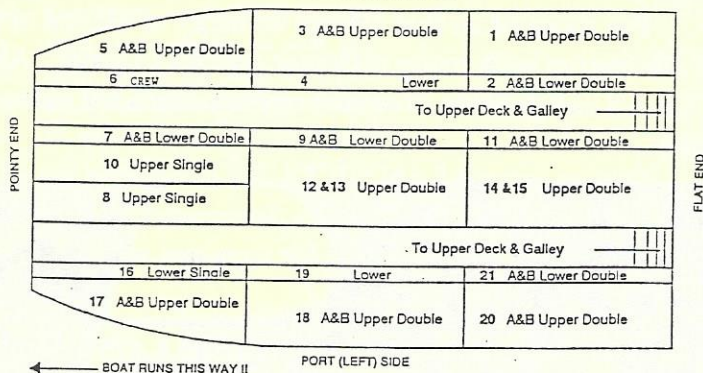 3 A&B Upper Double
1 A&B Upper Double
5 A&B Upper Double
6 CREW
4 Lower
2 A&B Lower Double
To Upper Deck & Galley
POINTY END
FLAT END
7 A&B Lower Double
9 A&B Lower Double
11 A&B Lower Double
10 Upper Single
8 Upper Single
12 &13 Upper Double
14 &15 Upper Double
To Upper Deck & Galley
16 Lower Single
19 Lower
21 A&B Lower Double
17 A&B Upper Double
18 A&B Upper Double
20 A&B Upper Double
BOAT RUNS THIS WAY !!
PORT (LEFT) SIDE